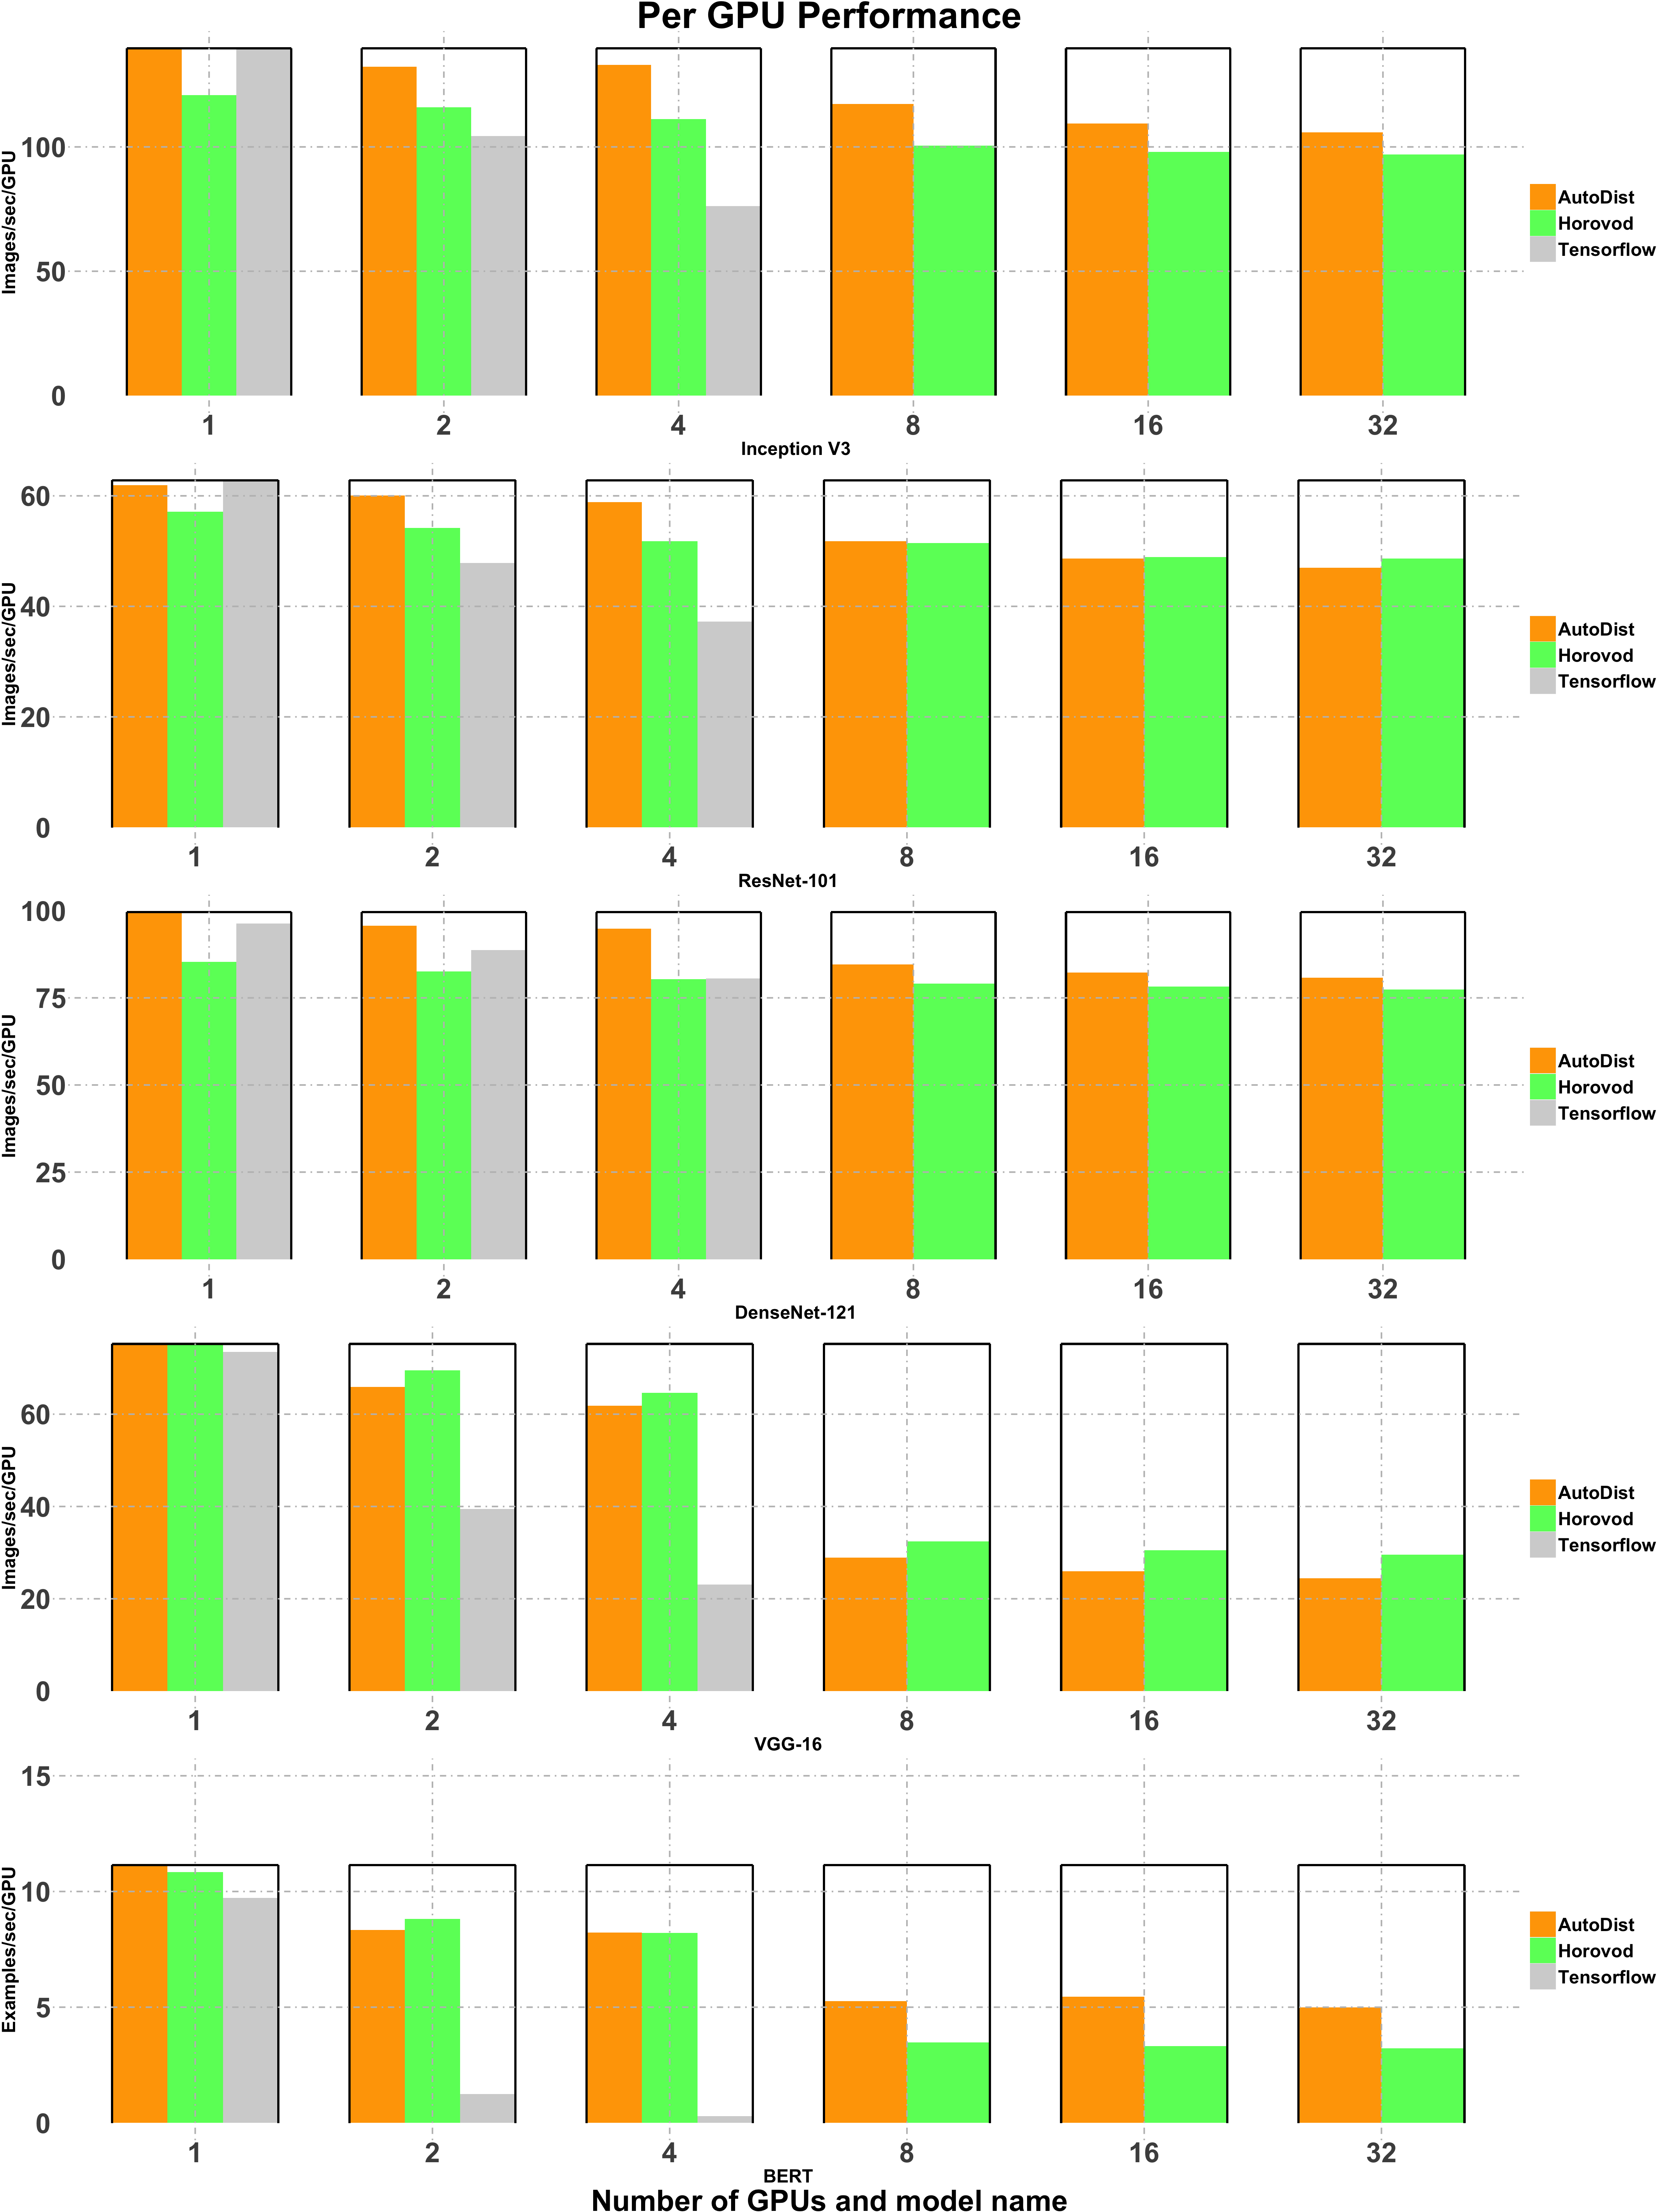 Per GPU Performance
Images/sec/GPU
100
50
0
1 2 4 8 16 32
Inception V3
AutoDist
Horovod
Tensorflow
Images/sec/GPU
60
40
20
0
1 2 4 8 16 32
ResNet-101
AutoDist
Horovod
Tensorflow
Images/sec/GPU
100
75
50
25
0
1 2 4 8 16 32
DenseNet-121
AutoDist
Horovod
Tensorflow
Images/sec/GPU
60
40
20
0
1 2 4 8 16 32
VGG-16
AutoDist
Horovod
Tensorflow
Examples/sec/GPU
15
10
5
0
1 2 4 8 16 32
BERT
AutoDist
Horovod
Tensorflow
Number of GPUs and model name